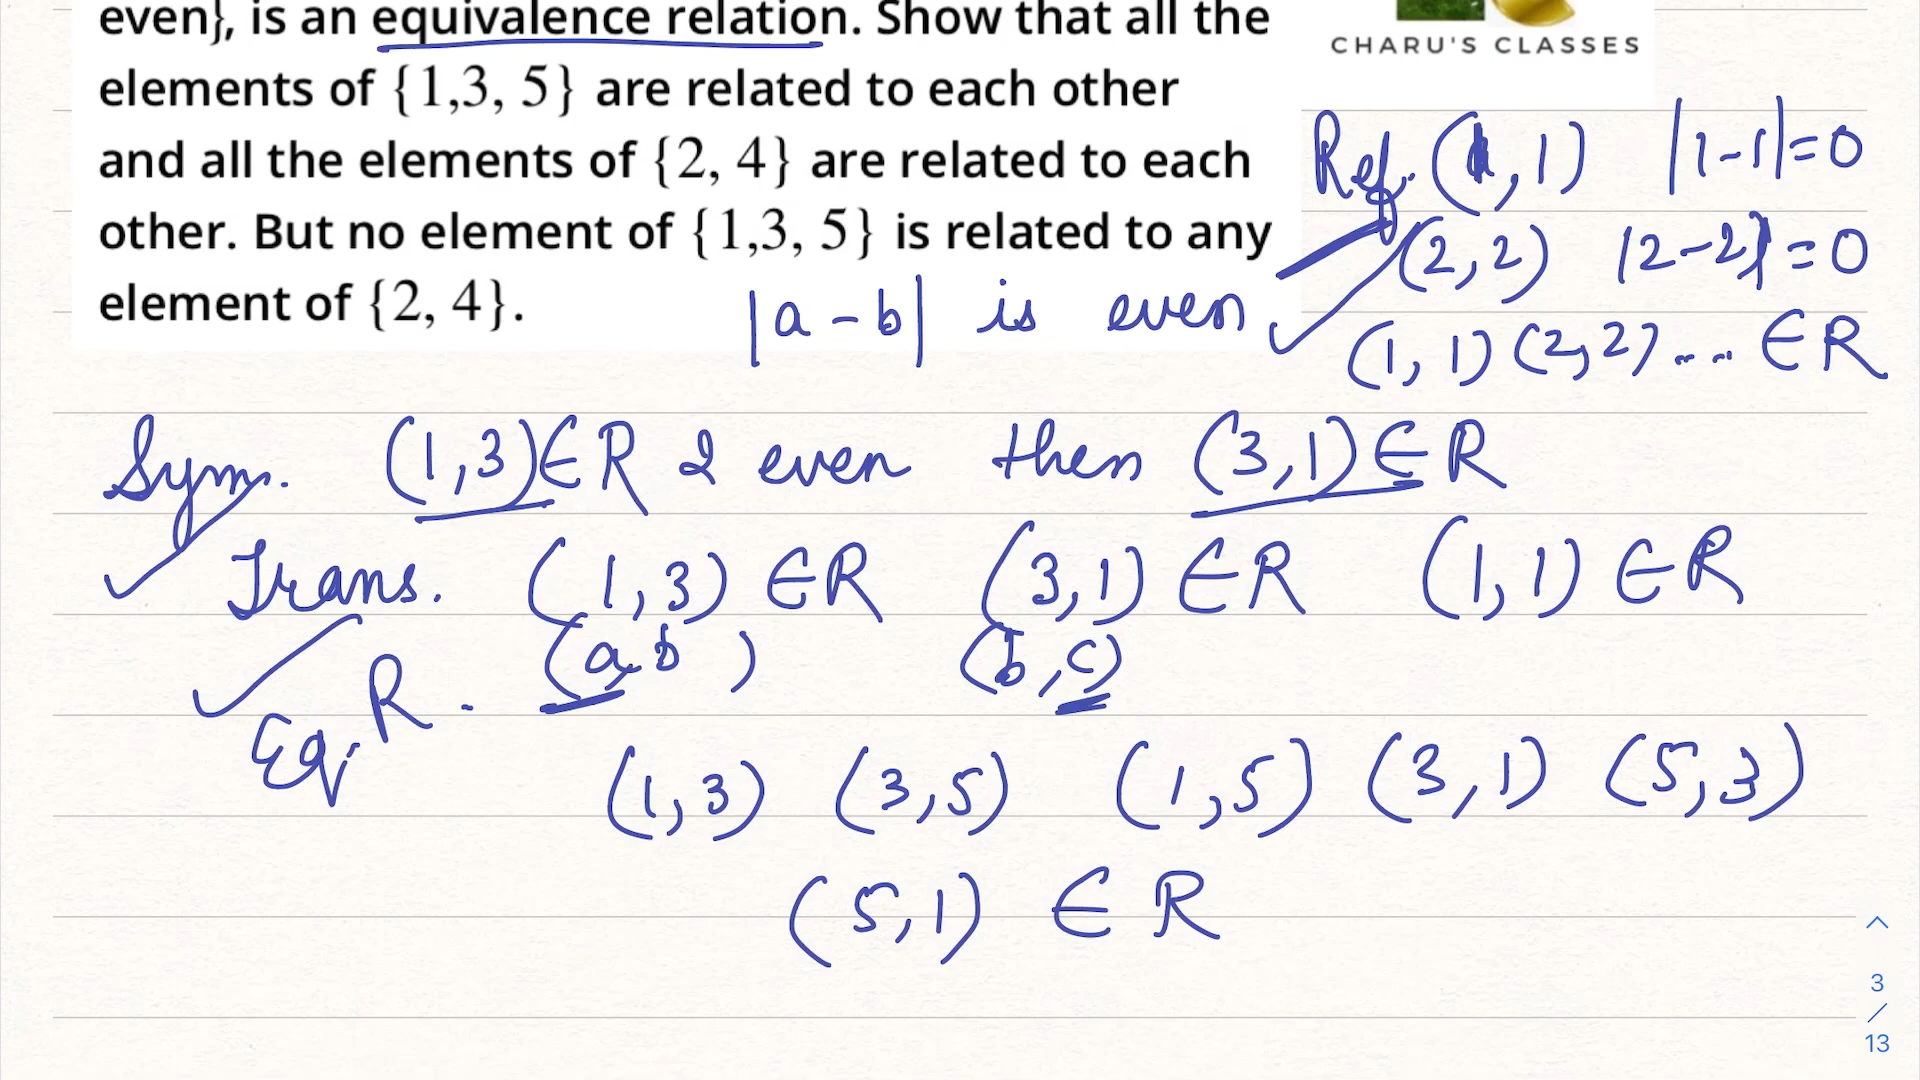 even}, is an equivalence relation. Show that all the
elements of {1,3, 5} are related to each other
and all the elements of {2, 4} are related to each
other. But no element of {1,3, 5} is related to any
element of {2, 4}.
CHARU'S CLASSES
|a-b| is even
Ref. (1,1) |1-1|=0
(2,2) |2-2|=0
(1,1) (2,2) ... ∈R
Sym. (1,3)∈R & even then (3,1)∈R
Trans. (1,3)∈R (3,1)∈R (1,1)∈R
(a,b) (b,c)
Eq. R.
(1,3) (3,5) (1,5) (3,1) (5,3)
(5,1) ∈ R
3
/
13